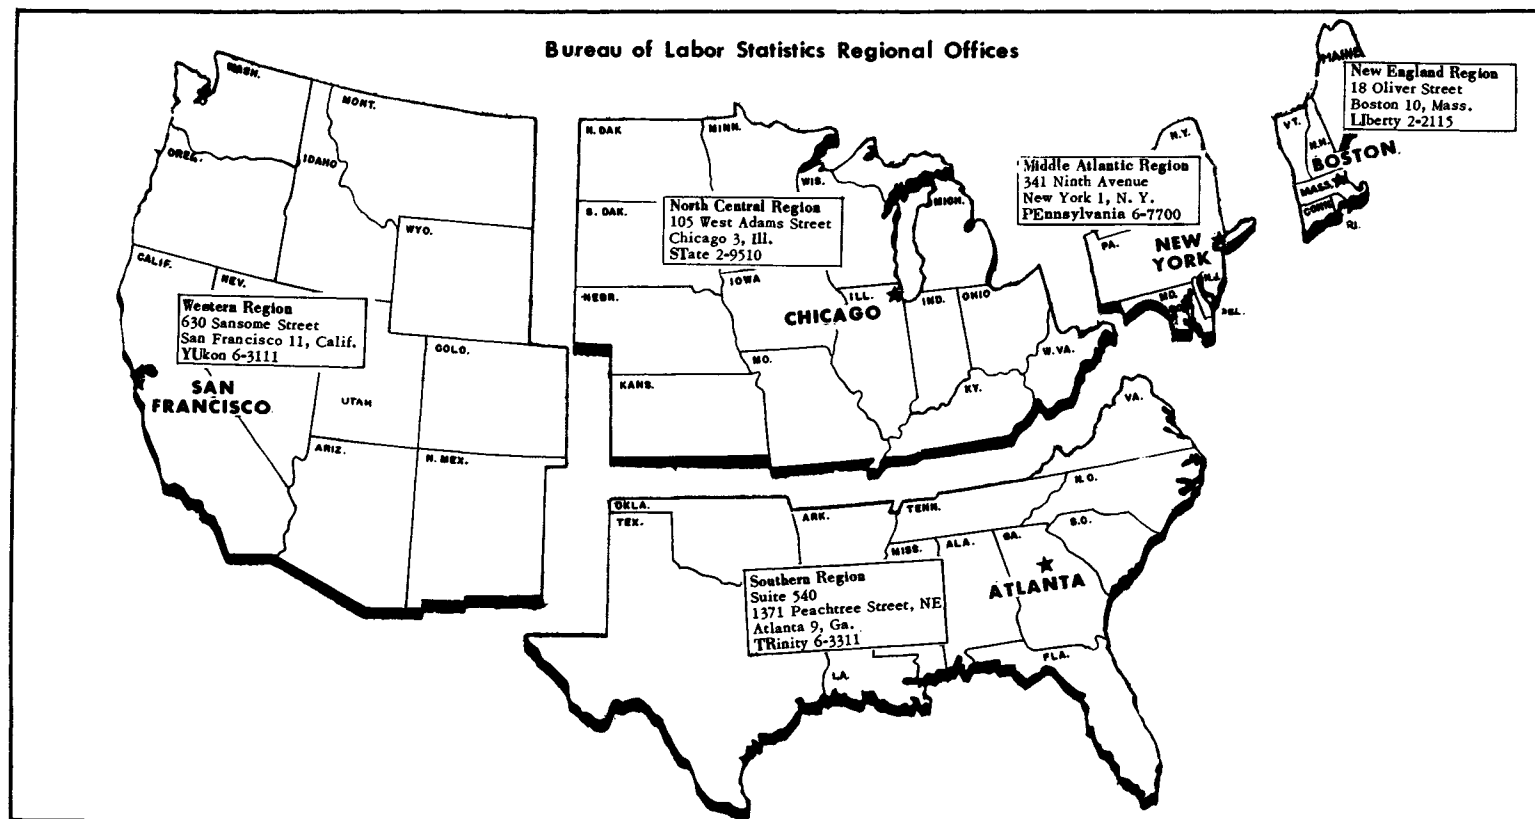 Bureau of Labor Statistics Regional Offices
WASH.
MONT.
OREG.
IDAHO
WYO.
CALIF.
NEV.
Western Region
630 Sansome Street
San Francisco 11, Calif.
YUkon 6-3111
SAN
FRANCISCO
UTAH
COLO.
ARIZ.
N. MEX.
N. DAK
MINN.
S. DAK.
WIS.
MICH.
North Central Region
105 West Adams Street
Chicago 3, Ill.
STate 2-9510
NEBR.
IOWA
ILL.
IND.
OHIO
CHICAGO
KANS.
MO.
KY.
W. VA.
MAINE
New England Region
18 Oliver Street
Boston 10, Mass.
LIberty 2-2115
VT.
N.H.
BOSTON
MASS.
CONN.
R.I.
N.Y.
Middle Atlantic Region
341 Ninth Avenue
New York 1, N. Y.
PEnnsylvania 6-7700
PA.
NEW
YORK
N.J.
MD.
DEL.
VA.
N.C.
OKLA.
TEX.
ARK.
TENN.
S.C.
MISS.
ALA.
GA.
ATLANTA
Southern Region
Suite 540
1371 Peachtree Street, NE
Atlanta 9, Ga.
TRinity 6-3311
LA.
FLA.